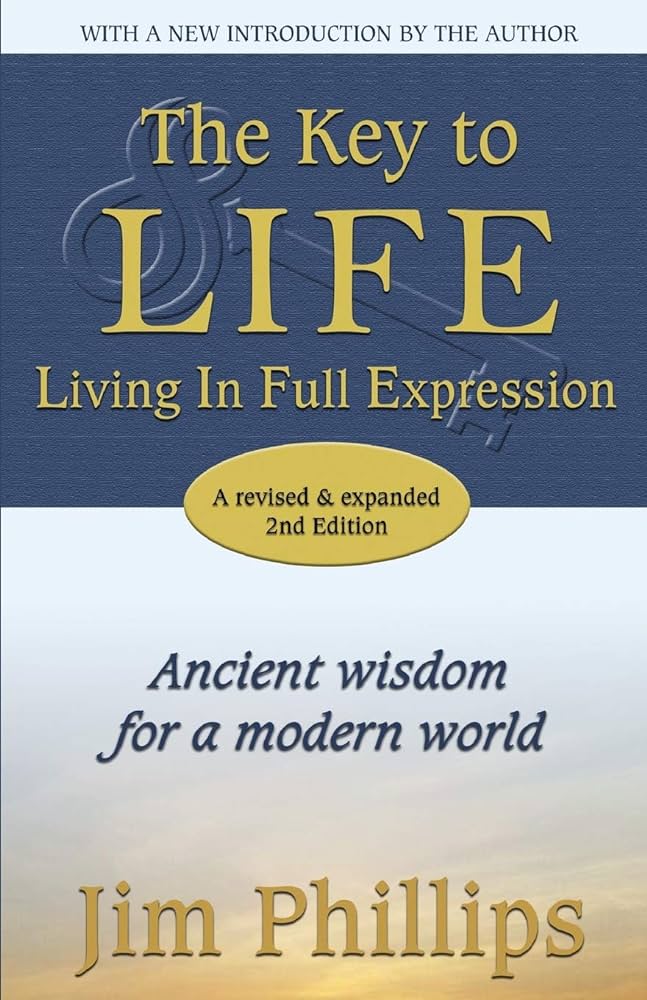 WITH A NEW INTRODUCTION BY THE AUTHOR
The Key to
LIFE
Living In Full Expression
A revised & expanded
2nd Edition
Ancient wisdom
for a modern world
Jim Phillips